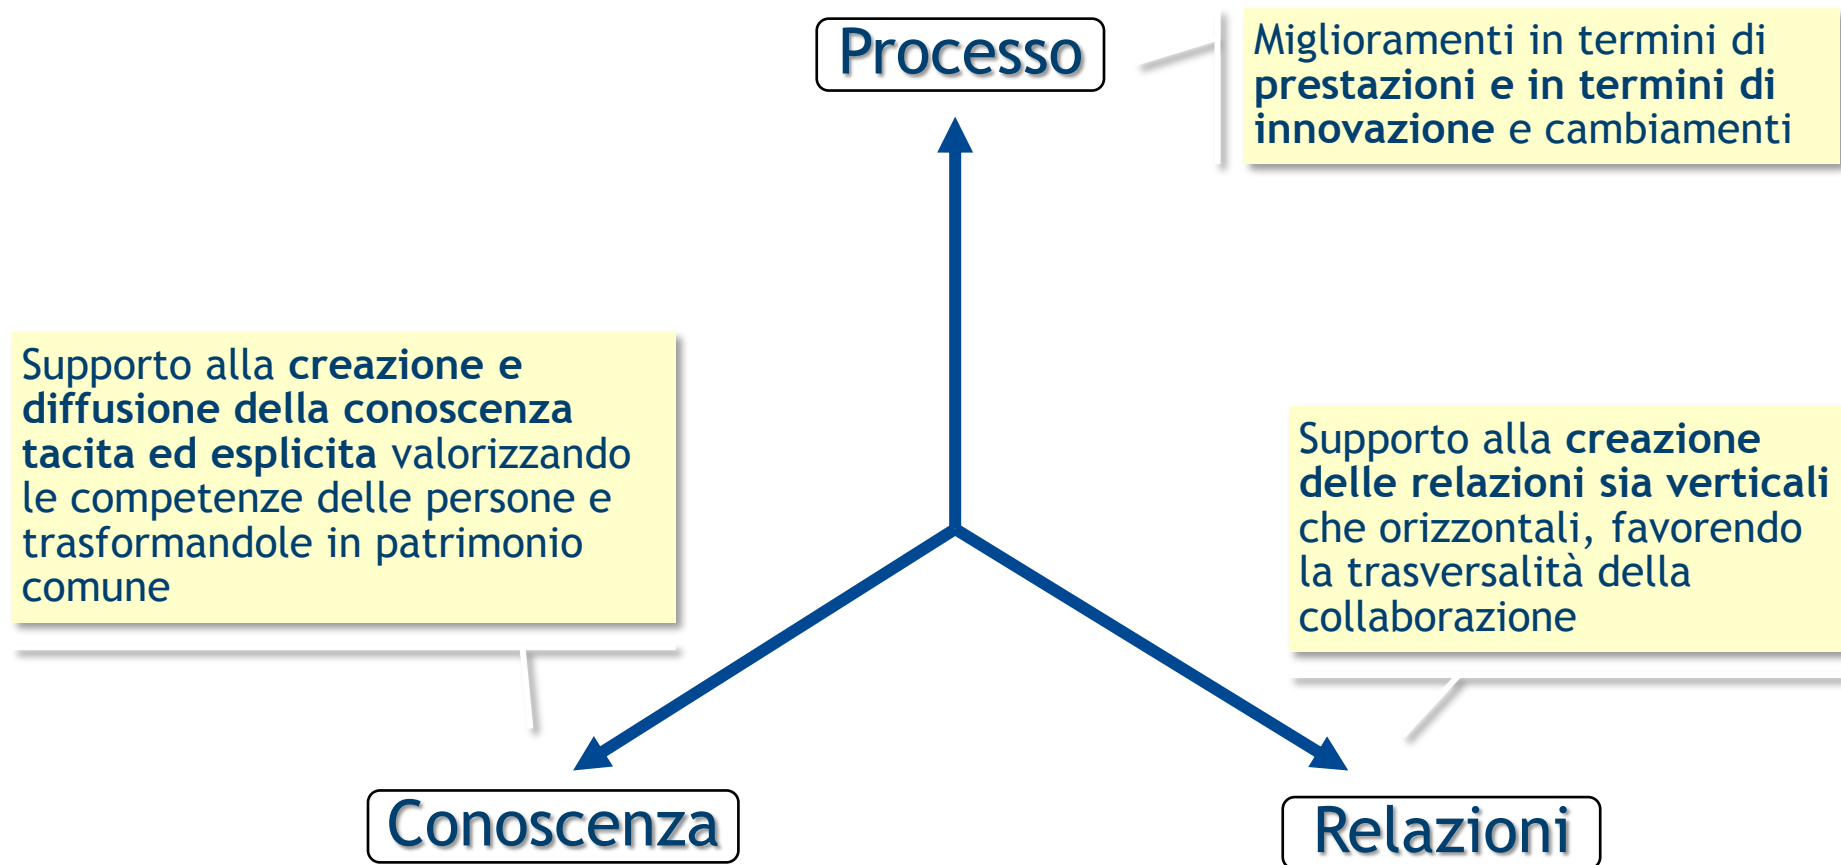 Processo
Miglioramenti in termini di
prestazioni e in termini di
innovazione e cambiamenti
Supporto alla creazione e
diffusione della conoscenza
tacita ed esplicita valorizzando
le competenze delle persone e
trasformandole in patrimonio
comune
Supporto alla creazione
delle relazioni sia verticali
che orizzontali, favorendo
la trasversalità della
collaborazione
Conoscenza
Relazioni